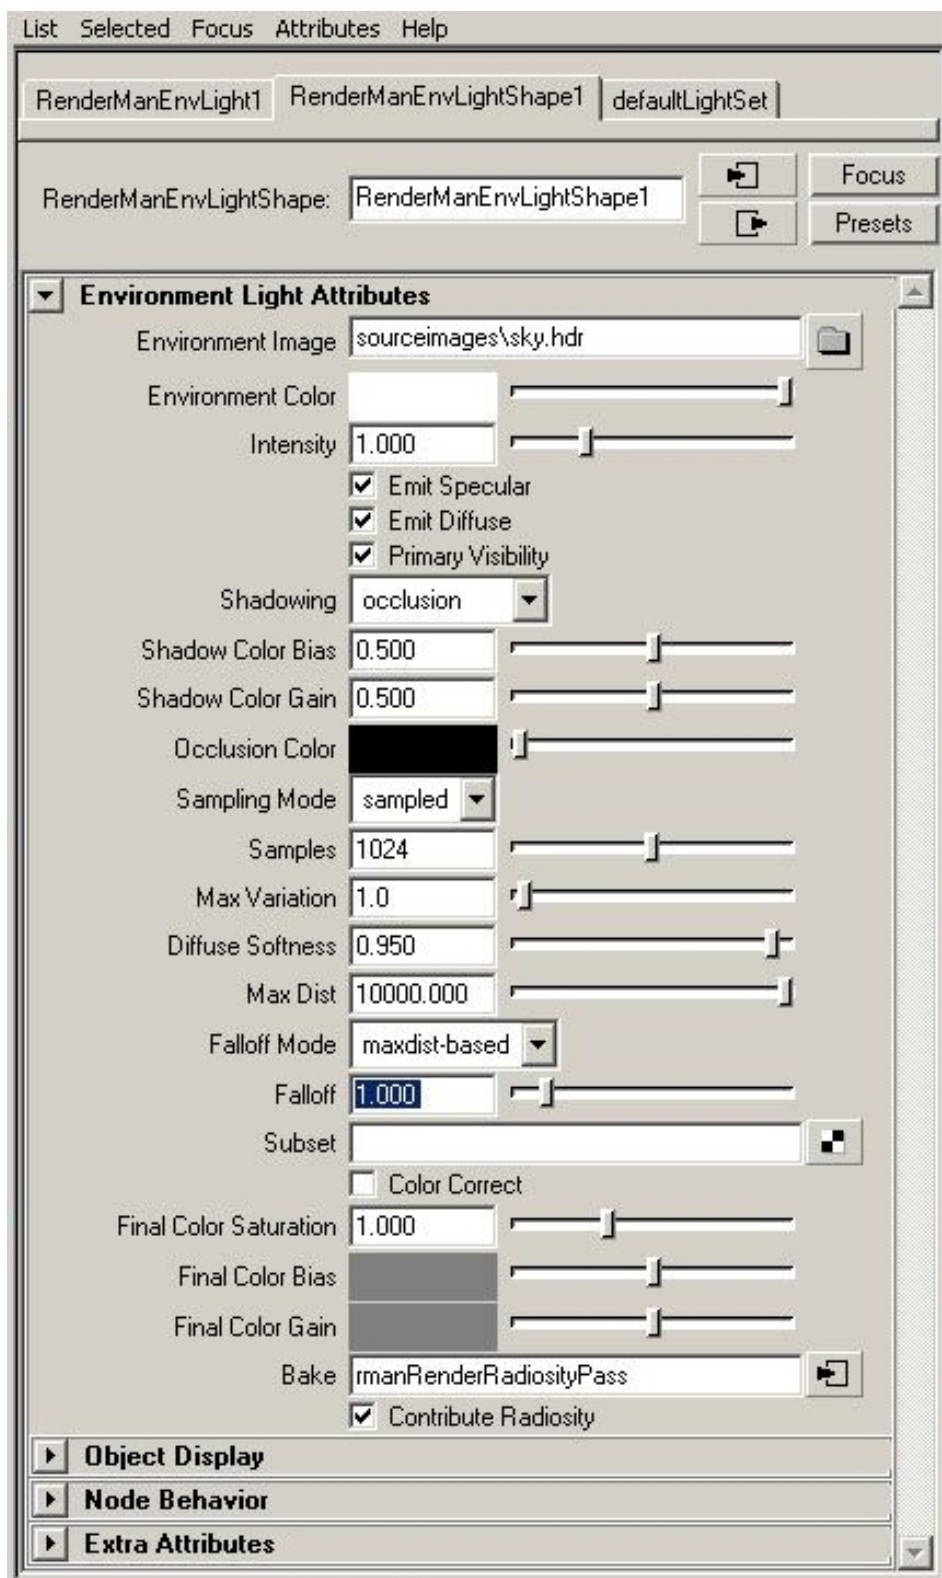 List Selected Focus Attributes Help
RenderManEnvLight1 RenderManEnvLightShape1 defaultLightSet
RenderManEnvLightShape: RenderManEnvLightShape1 Focus
Presets
Environment Light Attributes
Environment Image sourceimages\sky.hdr
Environment Color
Intensity 1.000
Emit Specular
Emit Diffuse
Primary Visibility
Shadowing occlusion
Shadow Color Bias 0.500
Shadow Color Gain 0.500
Occlusion Color
Sampling Mode sampled
Samples 1024
Max Variation 1.0
Diffuse Softness 0.950
Max Dist 10000.000
Falloff Mode maxdist-based
Falloff 1.000
Subset
Color Correct
Final Color Saturation 1.000
Final Color Bias
Final Color Gain
Bake rmanRenderRadiosityPass
Contribute Radiosity
Object Display
Node Behavior
Extra Attributes